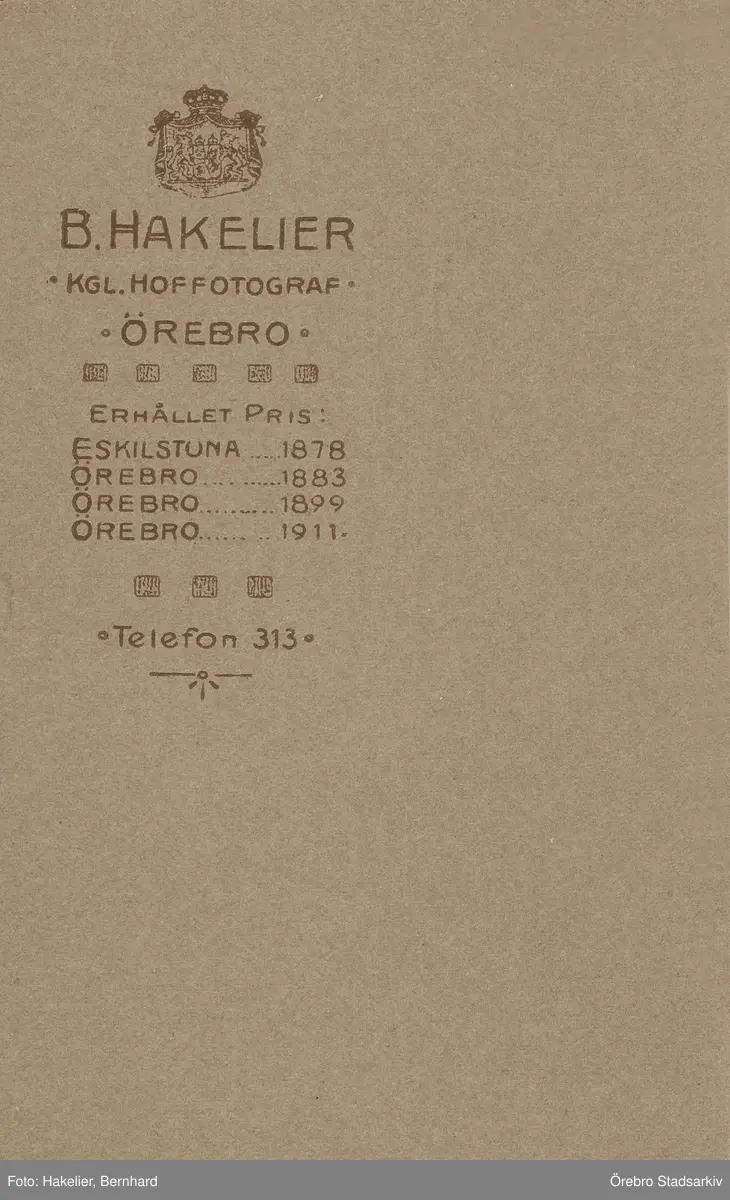 B. HAKELIER
• KGL. HOFFOTOGRAF •
• ÖREBRO •
ERHÅLLET PRIS:
ESKILSTUNA .....1878
ÖREBRO.... .......1883
ÖREBRO...........1899
ÖREBRO...... .. 1911.
• Telefon 313 •
Foto: Hakelier, Bernhard
Örebro Stadsarkiv